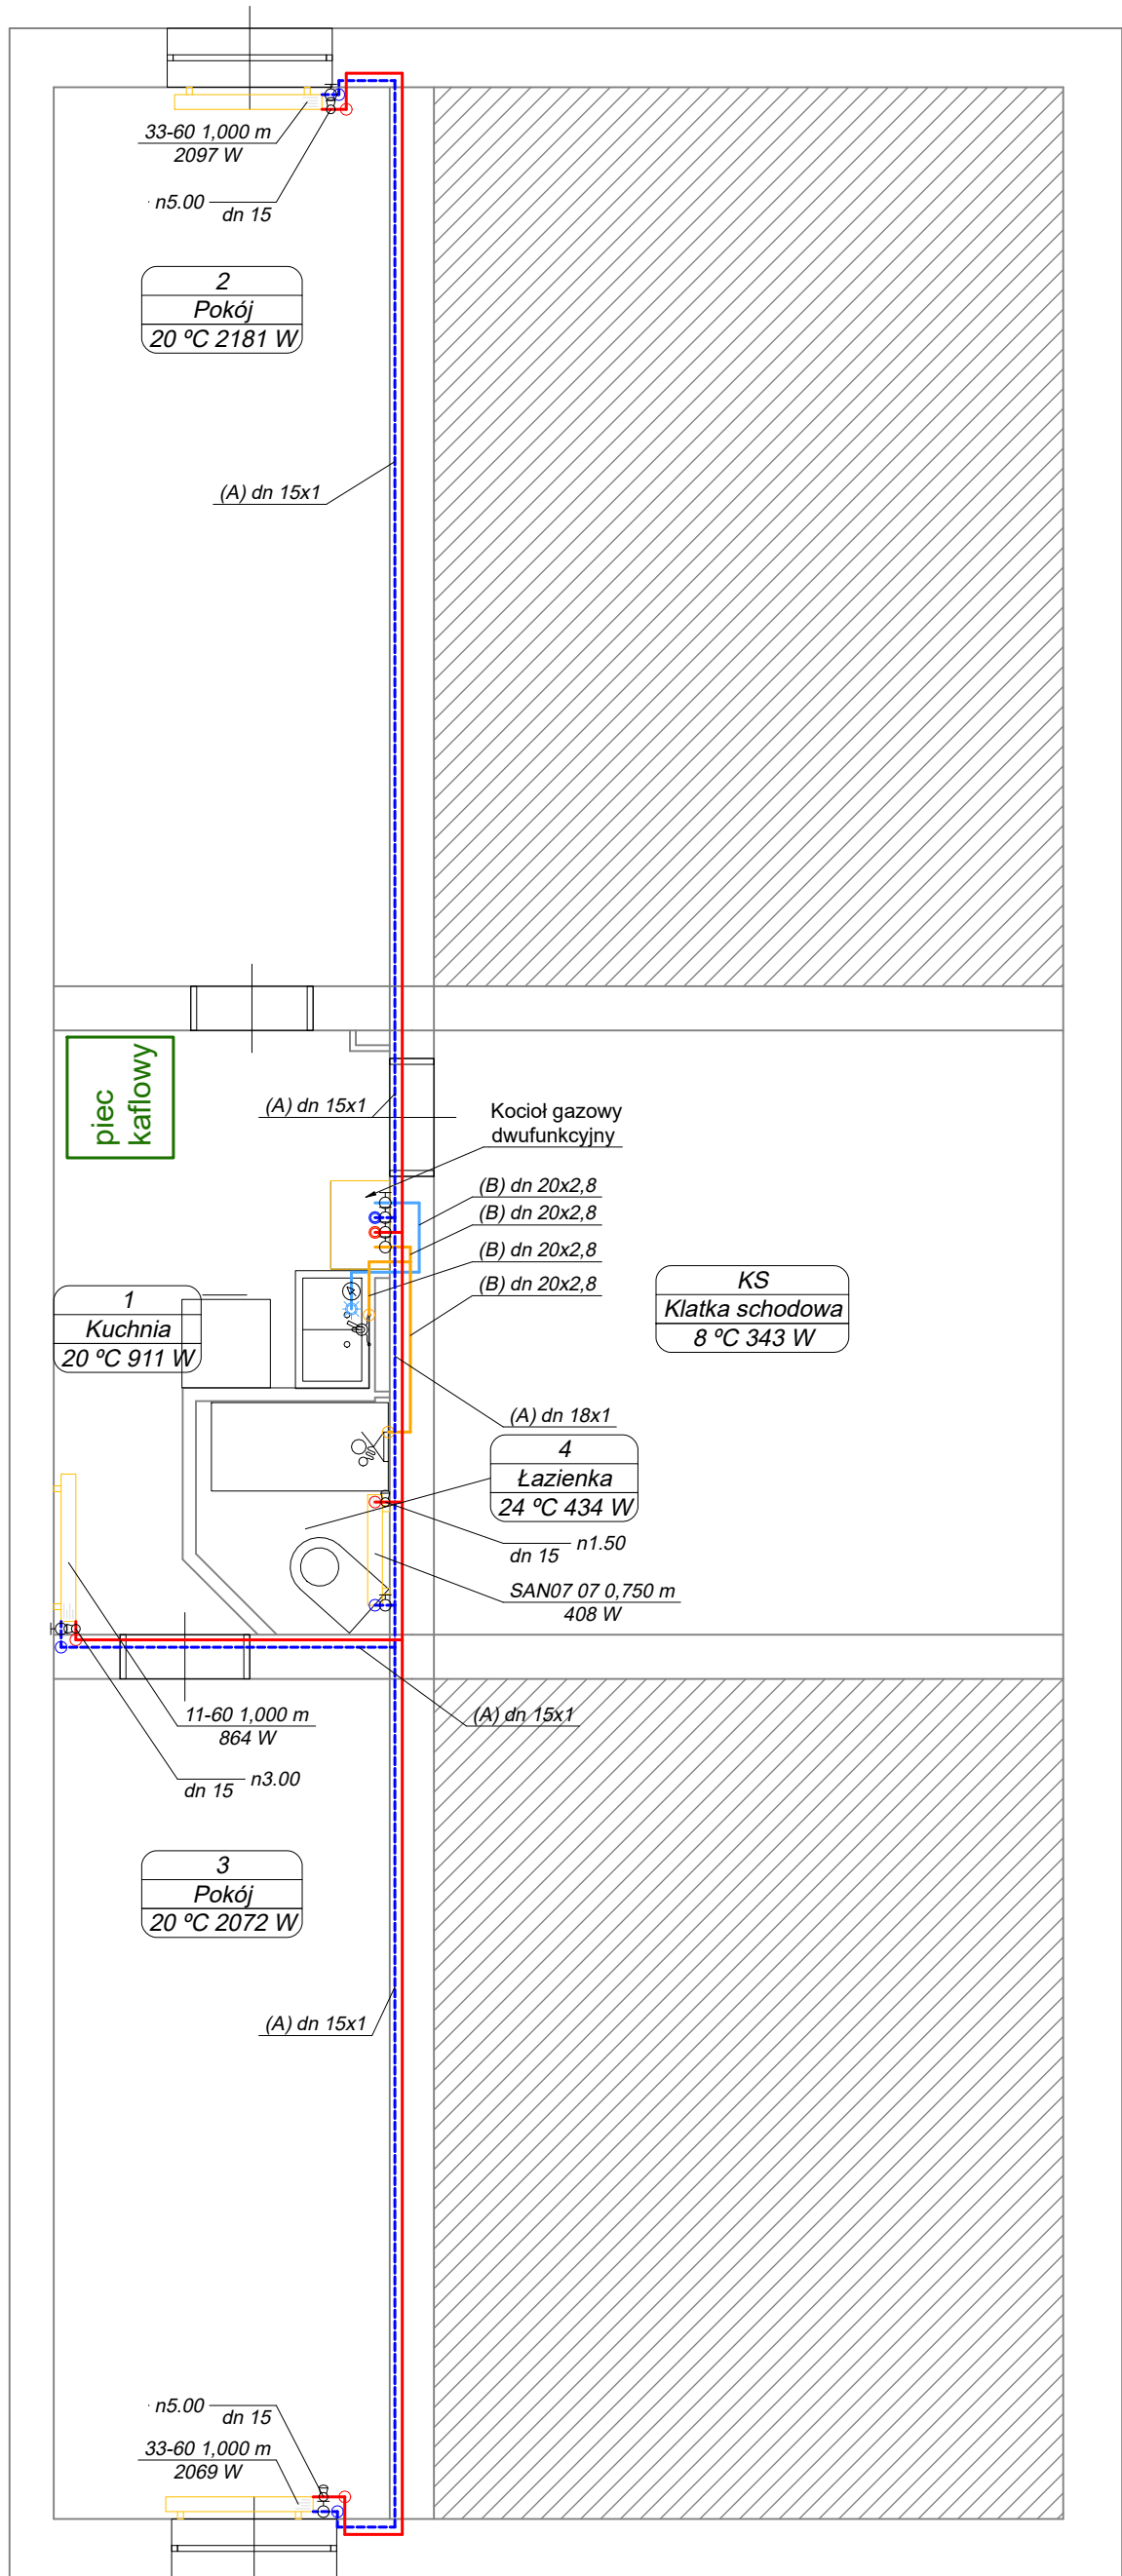 33-60 1,000 m
2097 W
n5.00
dn 15
2
Pokój
20 ºC 2181 W
(A) dn 15x1
piec
kaflowy
(A) dn 15x1
Kocioł gazowy
dwufunkcyjny
(B) dn 20x2,8
(B) dn 20x2,8
(B) dn 20x2,8
(B) dn 20x2,8
1
Kuchnia
20 ºC 911 W
KS
Klatka schodowa
8 ºC 343 W
(A) dn 18x1
4
Łazienka
24 ºC 434 W
n1.50
dn 15
SAN07 07 0,750 m
408 W
11-60 1,000 m
864 W
(A) dn 15x1
n3.00
dn 15
3
Pokój
20 ºC 2072 W
(A) dn 15x1
n5.00
dn 15
33-60 1,000 m
2069 W